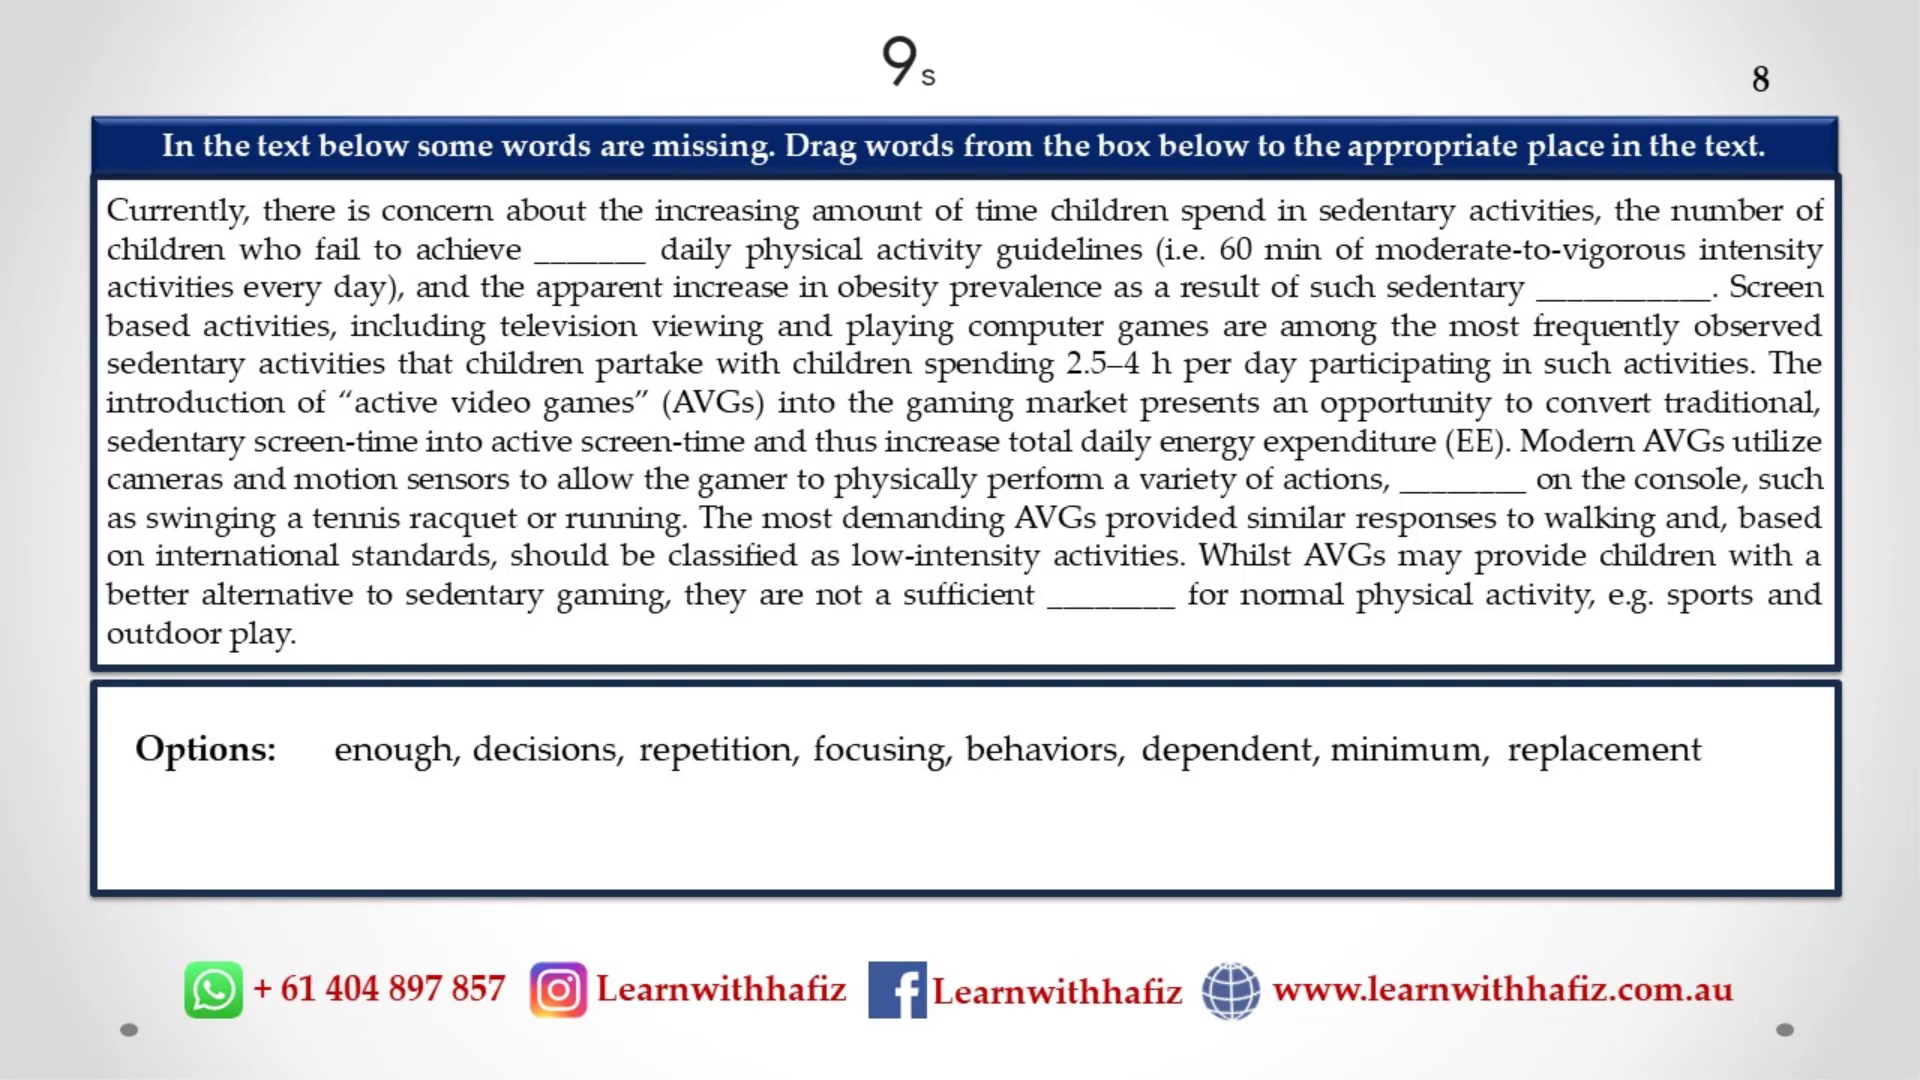 9 s
8
In the text below some words are missing. Drag words from the box below to the appropriate place in the text.
Currently, there is concern about the increasing amount of time children spend in sedentary activities, the number of
children who fail to achieve _______ daily physical activity guidelines (i.e. 60 min of moderate-to-vigorous intensity
activities every day), and the apparent increase in obesity prevalence as a result of such sedentary ___________. Screen
based activities, including television viewing and playing computer games are among the most frequently observed
sedentary activities that children partake with children spending 2.5–4 h per day participating in such activities. The
introduction of “active video games” (AVGs) into the gaming market presents an opportunity to convert traditional,
sedentary screen-time into active screen-time and thus increase total daily energy expenditure (EE). Modern AVGs utilize
cameras and motion sensors to allow the gamer to physically perform a variety of actions, ________ on the console, such
as swinging a tennis racquet or running. The most demanding AVGs provided similar responses to walking and, based
on international standards, should be classified as low-intensity activities. Whilst AVGs may provide children with a
better alternative to sedentary gaming, they are not a sufficient ________ for normal physical activity, e.g. sports and
outdoor play.
Options: enough, decisions, repetition, focusing, behaviors, dependent, minimum, replacement
+ 61 404 897 857 Learnwithhafiz Learnwithhafiz www.learnwithhafiz.com.au